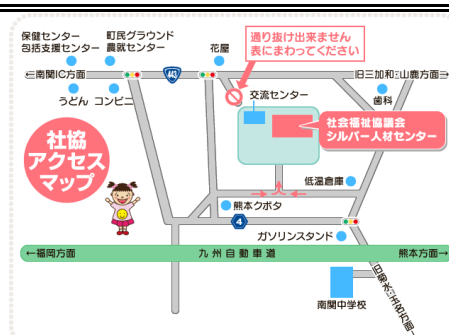 保健センター
包括支援センター
町民グラウンド
農就センター
花屋
通り抜け出来ません
表にまわってください
←南関IC方面
443
旧三加和・山鹿方面→
うどん
コンビニ
交流センター
歯科
社会福祉協議会
シルバー人材センター
社協
アクセス
マップ
低温倉庫
熊本クボタ
4
ガソリンスタンド
←福岡方面
九州自動車道
熊本方面→
南関中学校
旧菊水・玉名方面→